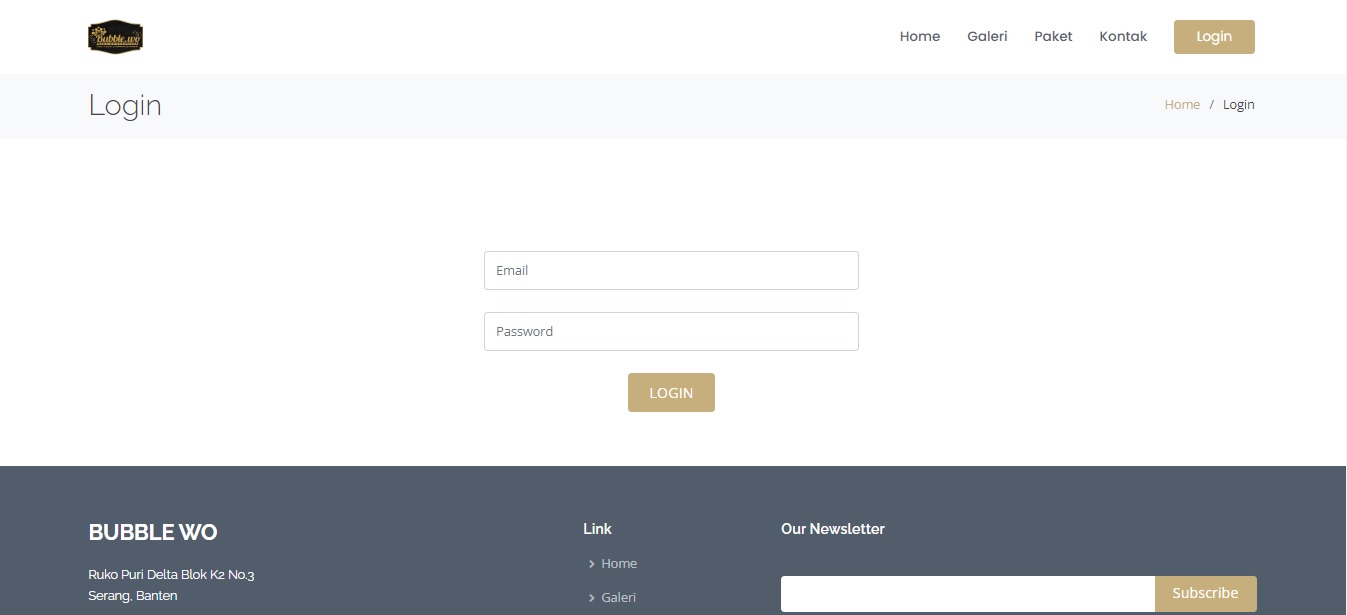 Bubble.wo
Home Galeri Paket Kontak Login
Login
Home / Login
Email
Password
LOGIN
BUBBLE WO
Ruko Puri Delta Blok K2 No.3
Serang, Banten
Link
Home
Galeri
Our Newsletter
Subscribe